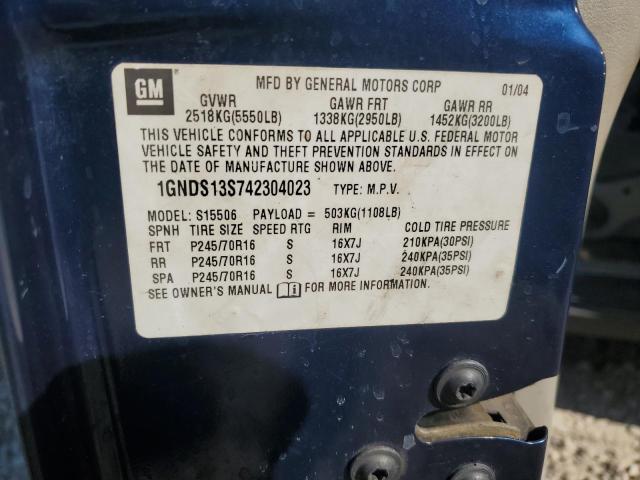 GM
MFD BY GENERAL MOTORS CORP 01/04
GVWR GAWR FRT GAWR RR
2518KG(5550LB) 1338KG(2950LB) 1452KG(3200LB)
THIS VEHICLE CONFORMS TO ALL APPLICABLE U.S. FEDERAL MOTOR
VEHICLE SAFETY AND THEFT PREVENTION STANDARDS IN EFFECT ON
THE DATE OF MANUFACTURE SHOWN ABOVE.
1GNDS13S742304023 TYPE: M.P.V.
MODEL: S15506 PAYLOAD = 503KG(1108LB)
SPNH TIRE SIZE SPEED RTG RIM COLD TIRE PRESSURE
FRT P245/70R16 S 16X7J 210KPA(30PSI)
RR P245/70R16 S 16X7J 240KPA(35PSI)
SPA P245/70R16 S 16X7J 240KPA(35PSI)
SEE OWNER'S MANUAL FOR MORE INFORMATION.